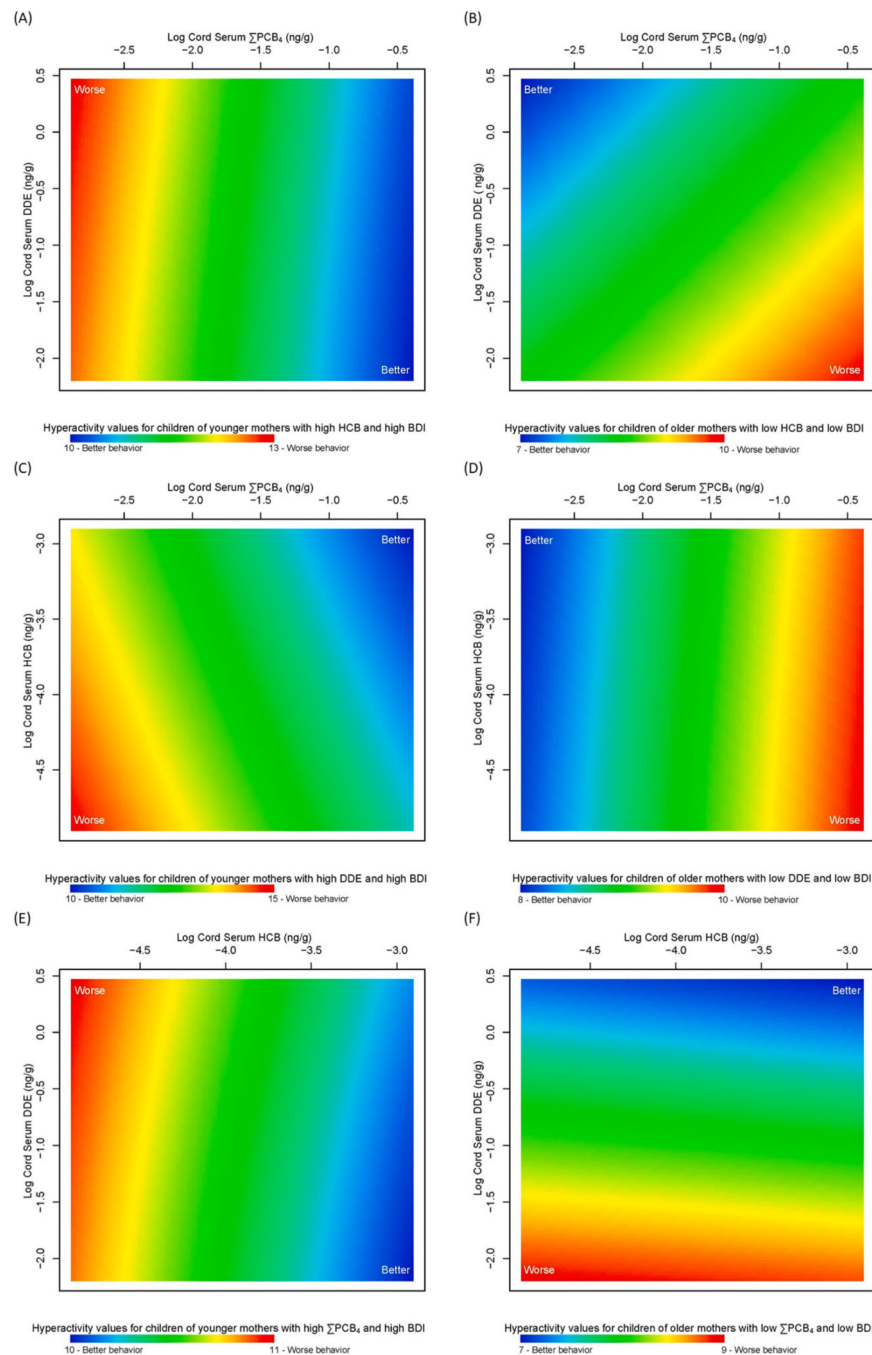 (A)
Log Cord Serum ∑PCB₄ (ng/g)
−2.5 −2.0 −1.5 −1.0 −0.5
Log Cord Serum DDE (ng/g)
0.5
0.0
−0.5
−1.0
−1.5
−2.0
Worse
Better
Hyperactivity values for children of younger mothers with high HCB and high BDI
10 - Better behavior 13 - Worse behavior
(B)
Log Cord Serum ∑PCB₄ (ng/g)
−2.5 −2.0 −1.5 −1.0 −0.5
Log Cord Serum DDE ( ng/g)
0.5
0.0
−0.5
−1.0
−1.5
−2.0
Better
Worse
Hyperactivity values for children of older mothers with low HCB and low BDI
7 - Better behavior 10 - Worse behavior
(C)
Log Cord Serum ∑PCB₄ (ng/g)
−2.5 −2.0 −1.5 −1.0 −0.5
Log Cord Serum HCB (ng/g)
−3.0
−3.5
−4.0
−4.5
Better
Worse
Hyperactivity values for children of younger mothers with high DDE and high BDI
10 - Better behavior 15 - Worse behavior
(D)
Log Cord Serum ∑PCB₄ (ng/g)
−2.5 −2.0 −1.5 −1.0 −0.5
Log Cord Serum HCB (ng/g)
−3.0
−3.5
−4.0
−4.5
Better
Worse
Hyperactivity values for children of older mothers with low DDE and low BDI
8 - Better behavior 10 - Worse behavior
(E)
Log Cord Serum HCB (ng/g)
−4.5 −4.0 −3.5 −3.0
Log Cord Serum DDE (ng/g)
0.5
0.0
−0.5
−1.0
−1.5
−2.0
Worse
Better
Hyperactivity values for children of younger mothers with high ∑PCB₄ and high BDI
10 - Better behavior 11 - Worse behavior
(F)
Log Cord Serum HCB (ng/g)
−4.5 −4.0 −3.5 −3.0
Log Cord Serum DDE (ng/g)
0.5
0.0
−0.5
−1.0
−1.5
−2.0
Better
Worse
Hyperactivity values for children of older mothers with low ∑PCB₄ and low BD
7 - Better behavior 9 - Worse behavior